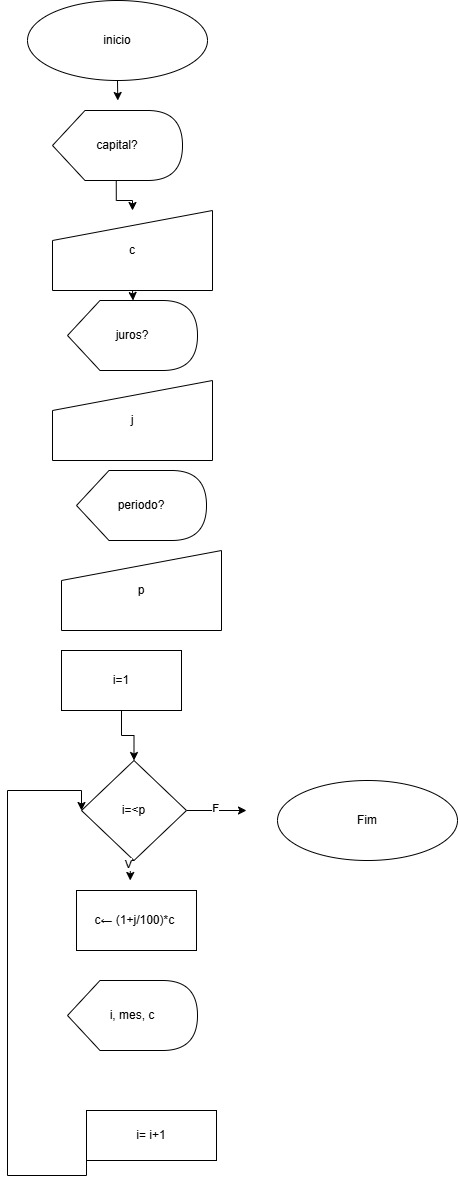 inicio
capital?
c
juros?
j
periodo?
p
i=1
i=<p
F
Fim
V
c← (1+j/100)*c
i, mes, c
i= i+1